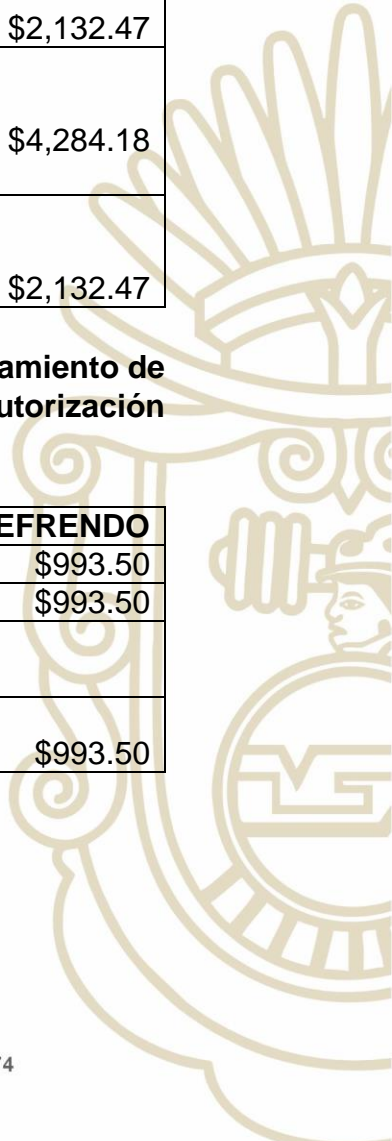 $2,132.47
$4,284.18
$2,132.47
amiento de
utorización
EFRENDO
$993.50
$993.50
$993.50
74